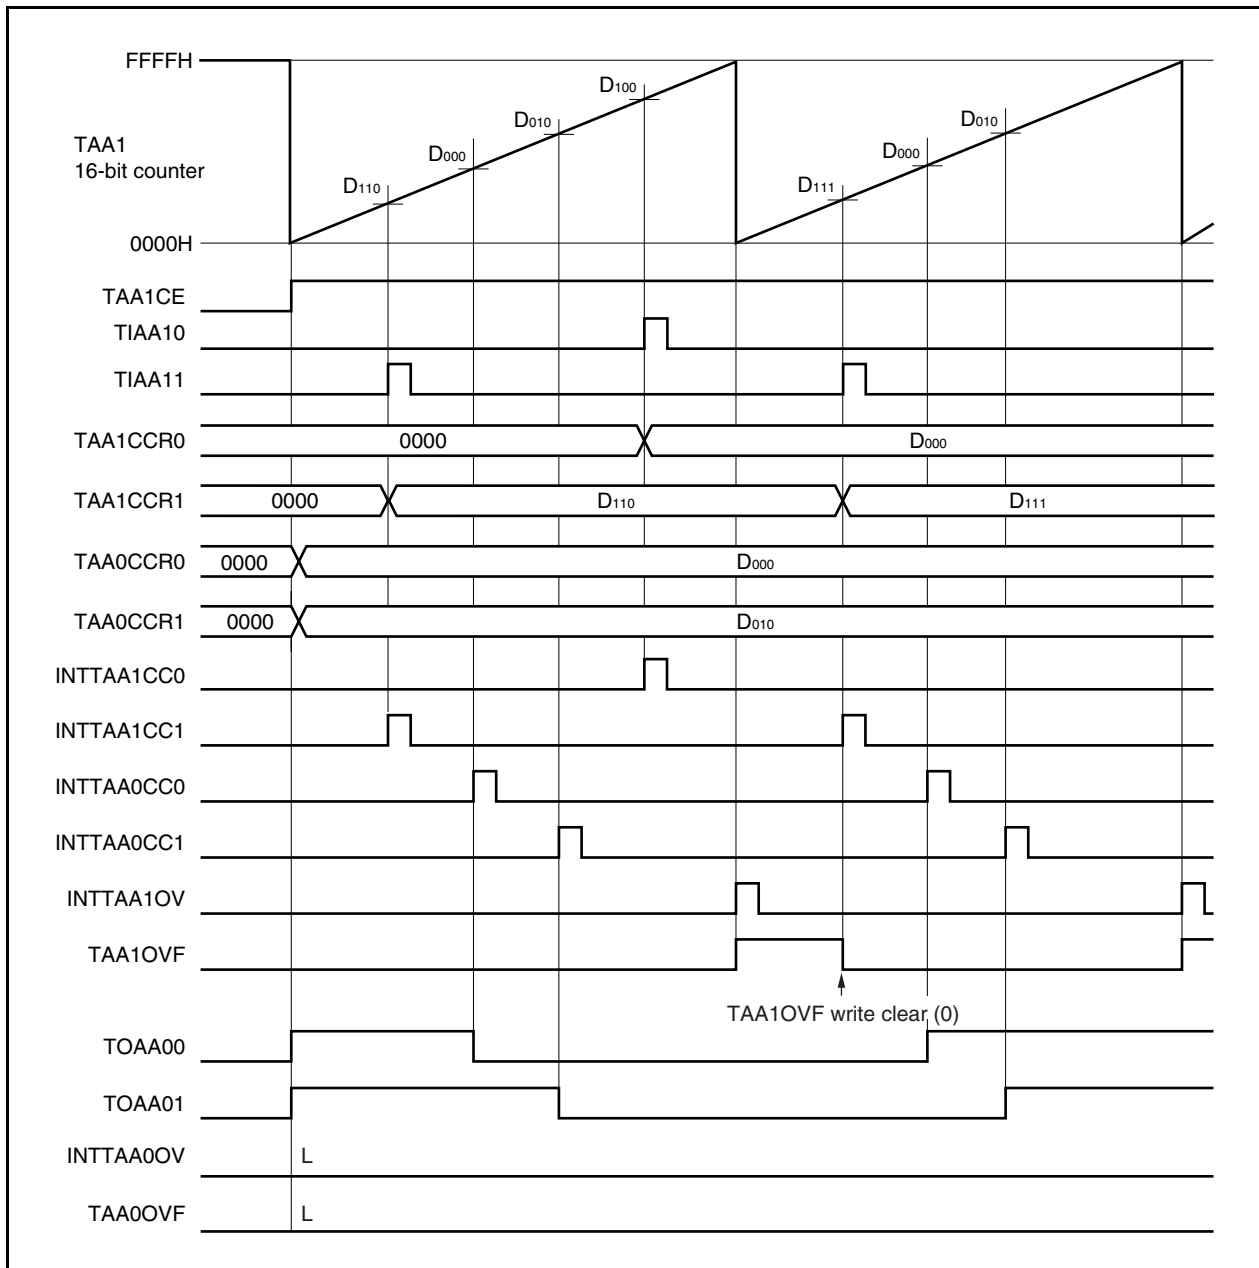 FFFFH
D100
D010
D010
TAA1
16-bit counter
D000
D000
D110
D111
0000H
TAA1CE
TIAA10
TIAA11
TAA1CCR0 0000 D000
TAA1CCR1 0000 D110 D111
TAA0CCR0 0000 D000
TAA0CCR1 0000 D010
INTTAA1CC0
INTTAA1CC1
INTTAA0CC0
INTTAA0CC1
INTTAA1OV
TAA1OVF
TAA1OVF write clear (0)
TOAA00
TOAA01
INTTAA0OV L
TAA0OVF L